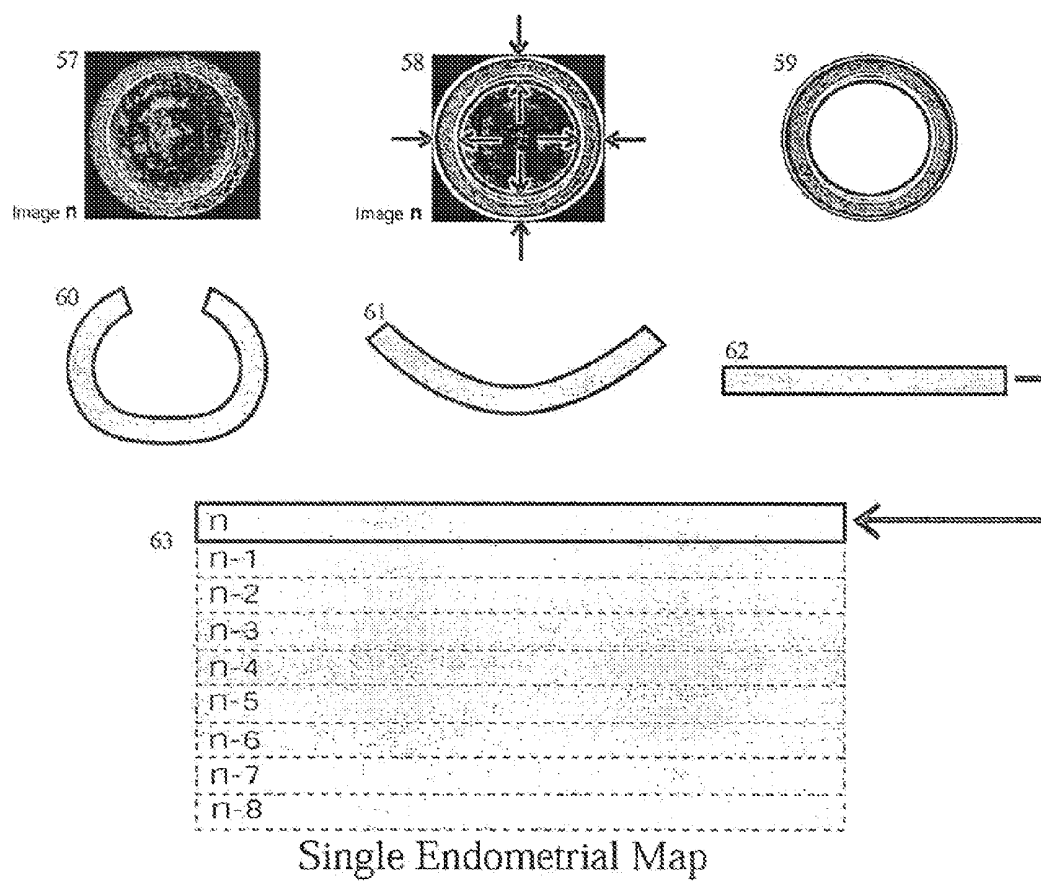 57
58
59
Image n
Image n
60
61
62
n
63
n-1
n-2
n-3
n-4
n-5
n-6
n-7
n-8
Single Endometrial Map